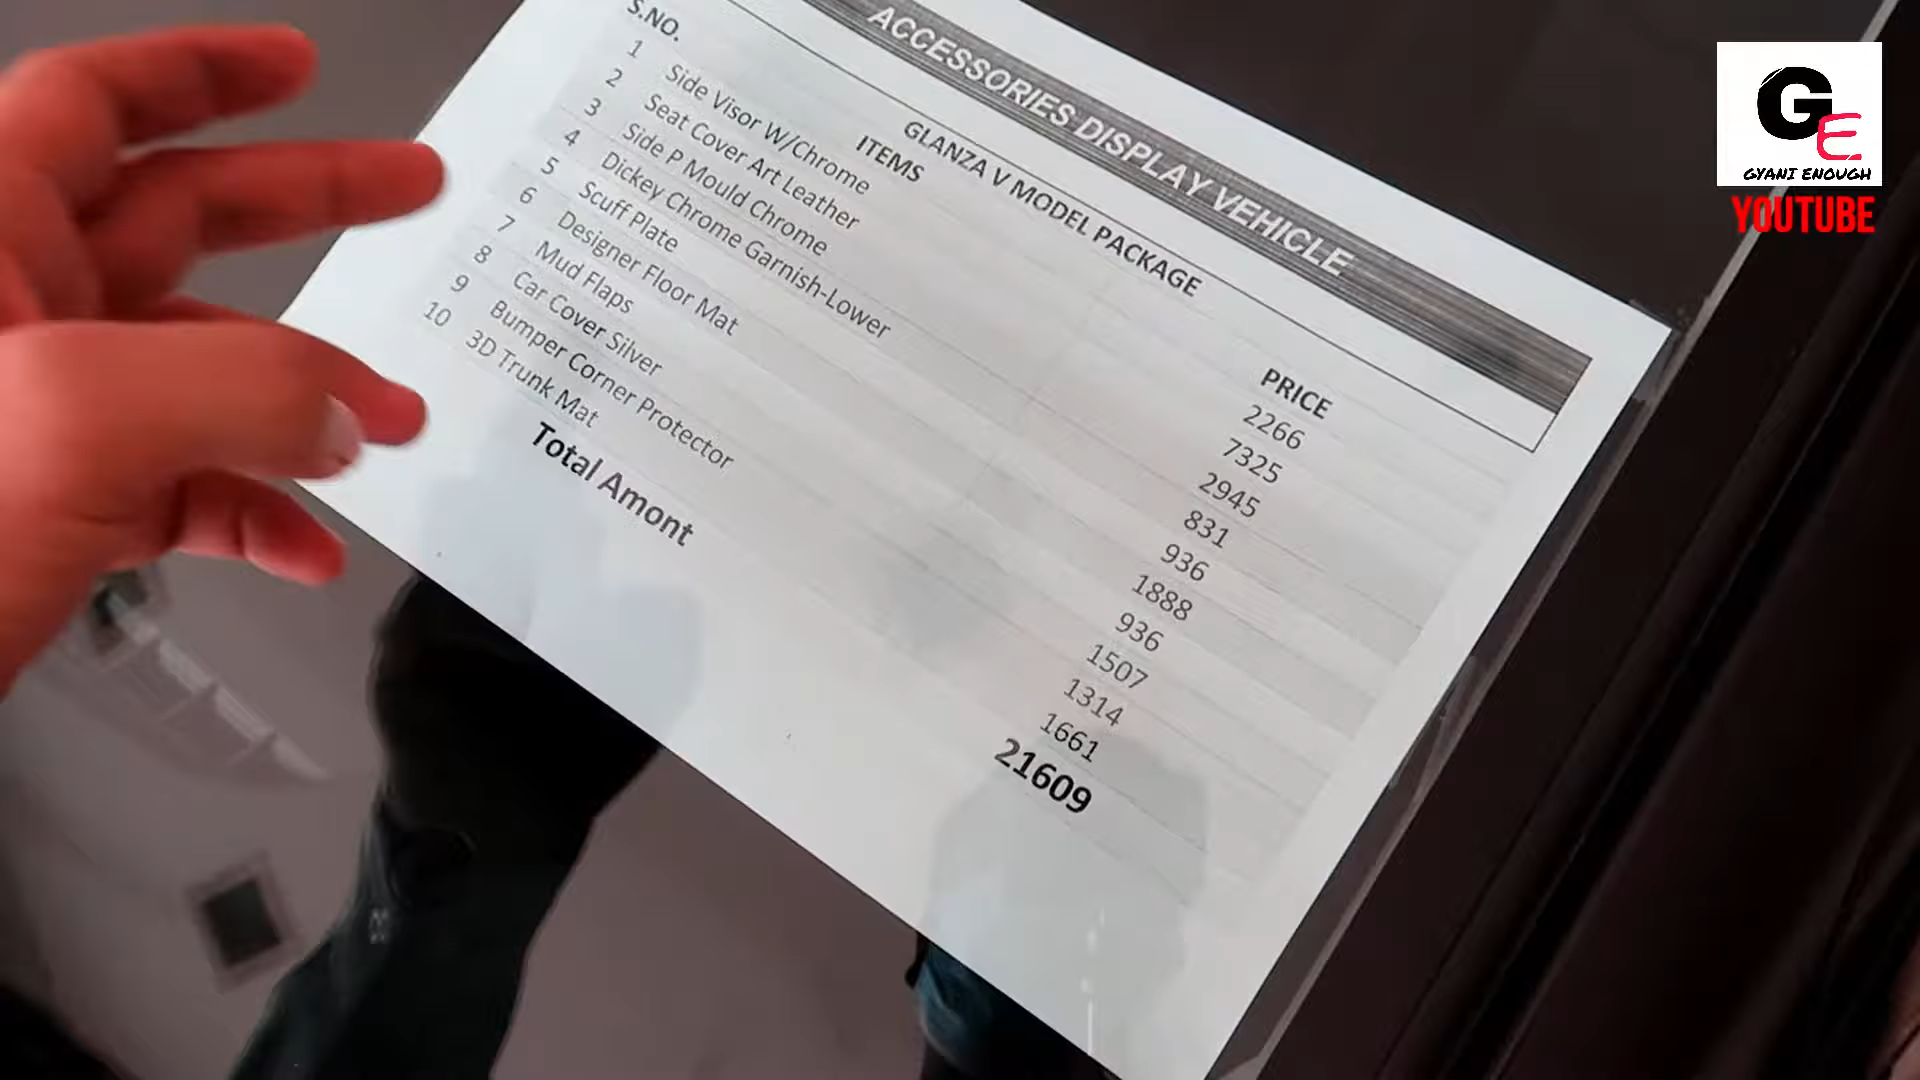 ACCESSORIES DISPLAY VEHICLE
GLANZA V MODEL PACKAGE
S.NO. ITEMS PRICE
1 Side Visor W/Chrome 2266
2 Seat Cover Art Leather 7325
3 Side P Mould Chrome 2945
4 Dickey Chrome Garnish-Lower 831
5 Scuff Plate 936
6 Designer Floor Mat 1888
7 Mud Flaps 936
8 Car Cover Silver 1507
9 Bumper Corner Protector 1314
10 3D Trunk Mat 1661
Total Amont 21609
GE
GYANI ENOUGH
YOUTUBE